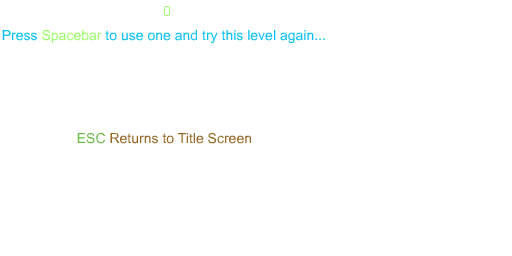 0
Press Spacebar to use one and try this level again...
ESC Returns to Title Screen